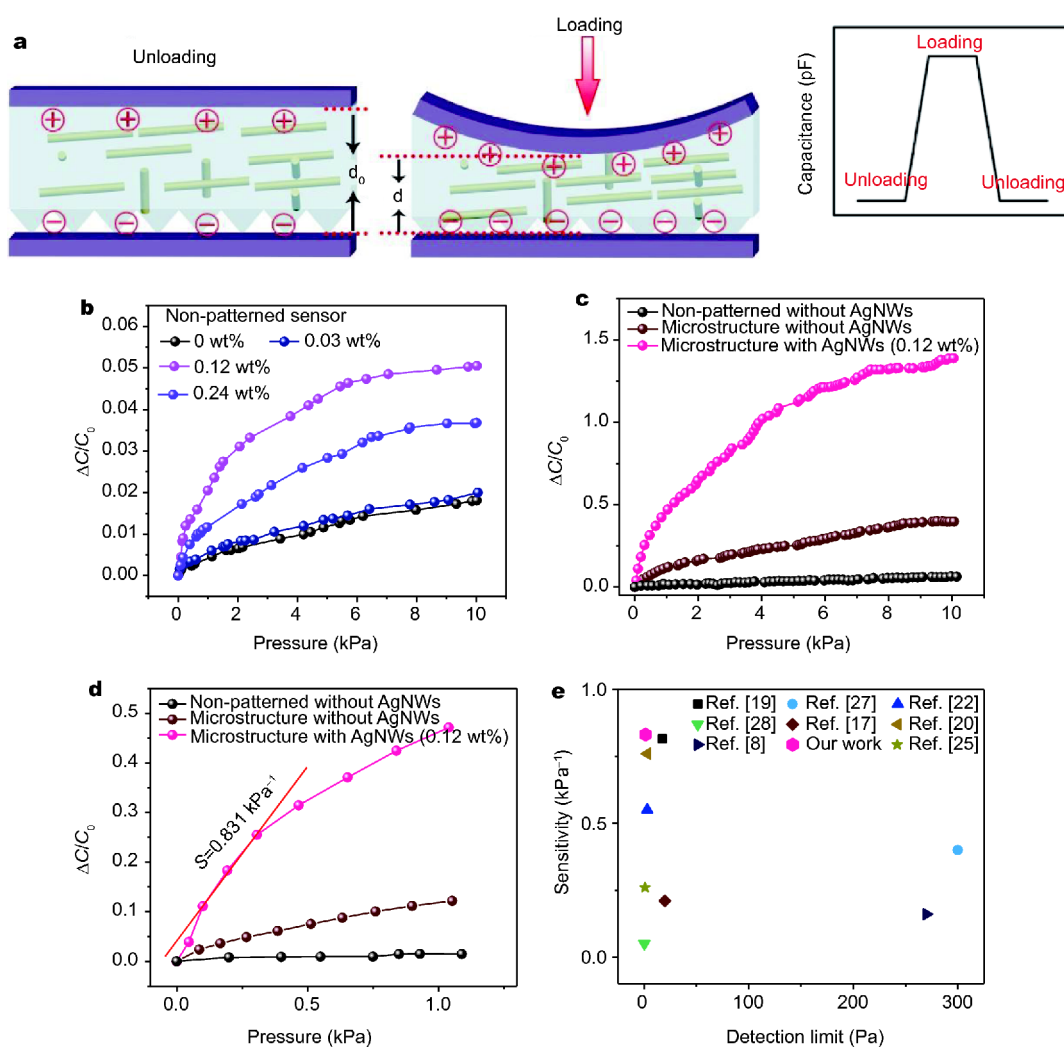 a
Unloading
Loading
d₀
d
Capacitance (pF)
Loading
Unloading
Unloading
b
Non-patterned sensor
0 wt%
0.03 wt%
0.12 wt%
0.24 wt%
ΔC/C₀
0.06
0.05
0.04
0.03
0.02
0.01
0.00
0 2 4 6 8 10
Pressure (kPa)
c
Non-patterned without AgNWs
Microstructure without AgNWs
Microstructure with AgNWs (0.12 wt%)
ΔC/C₀
1.5
1.0
0.5
0.0
0 2 4 6 8 10
Pressure (kPa)
d
Non-patterned without AgNWs
Microstructure without AgNWs
Microstructure with AgNWs (0.12 wt%)
S=0.831 kPa⁻¹
ΔC/C₀
0.5
0.4
0.3
0.2
0.1
0.0
0.0 0.5 1.0
Pressure (kPa)
e
Ref. [19] Ref. [27] Ref. [22]
Ref. [28] Ref. [17] Ref. [20]
Ref. [8] Our work Ref. [25]
Sensitivity (kPa⁻¹)
1.0
0.5
0.0
0 100 200 300
Detection limit (Pa)